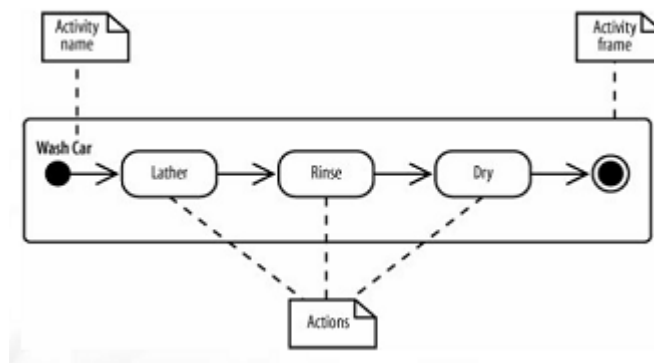 Activity
name
Activity
frame
Wash Car
Lather
Rinse
Dry
Actions